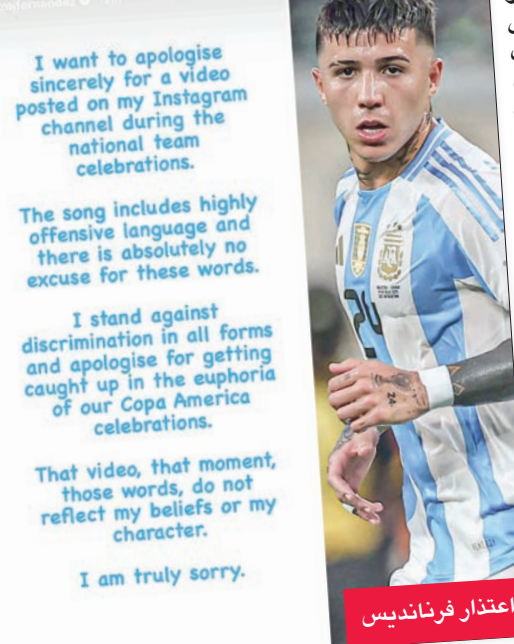 I want to apologise
sincerely for a video
posted on my Instagram
channel during the
national team
celebrations.
The song includes highly
offensive language and
there is absolutely no
excuse for these words.
I stand against
discrimination in all forms
and apologise for getting
caught up in the euphoria
of our Copa America
celebrations.
That video, that moment,
those words, do not
reflect my beliefs or my
character.
I am truly sorry.
24
24
اعتذار فرنانديس